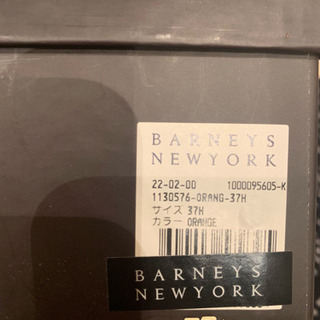 BARNEYS
NEWYORK
22-02-00 1000095605-K
1130576-ORANG-37H
サイズ 37H
カラー ORANGE
BARNEYS
NEWYORK